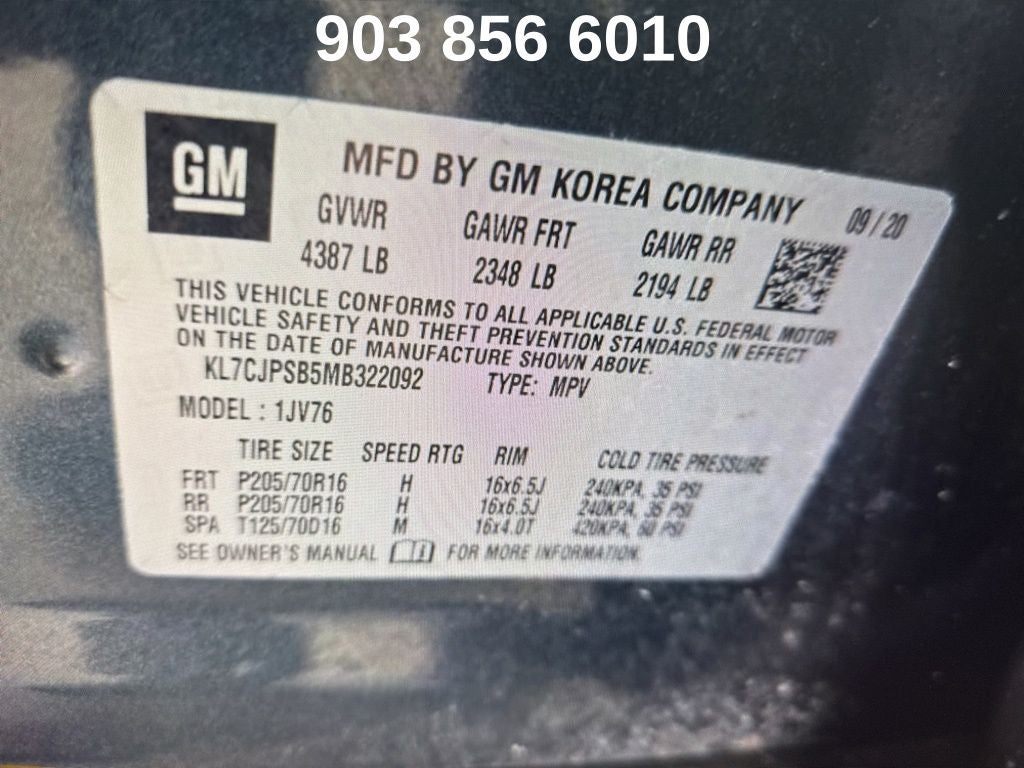 903 856 6010
GM
MFD BY GM KOREA COMPANY 09/20
GVWR GAWR FRT GAWR RR
4387 LB 2348 LB 2194 LB
THIS VEHICLE CONFORMS TO ALL APPLICABLE U.S. FEDERAL MOTOR
VEHICLE SAFETY AND THEFT PREVENTION STANDARDS IN EFFECT
ON THE DATE OF MANUFACTURE SHOWN ABOVE.
KL7CJPSB5MB322092 TYPE: MPV
MODEL : 1JV76
TIRE SIZE SPEED RTG RIM COLD TIRE PRESSURE
FRT P205/70R16 H 16x6.5J 240KPA, 35 PSI
RR P205/70R16 H 16x6.5J 240KPA, 35 PSI
SPA T125/70D16 M 16x4.0T 420KPA, 60 PSI
SEE OWNER'S MANUAL FOR MORE INFORMATION.